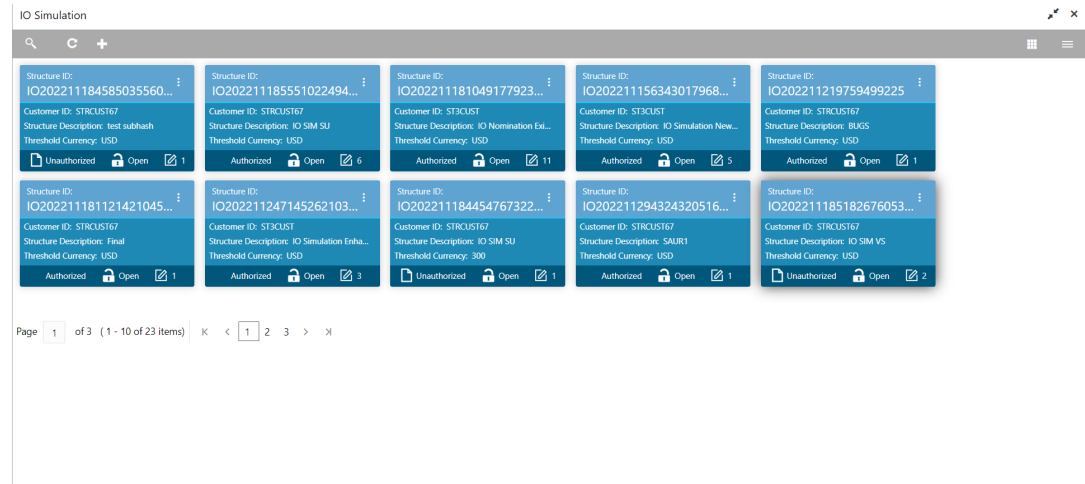 IO Simulation
Structure ID:
IO202211184585035560...
Customer ID: STRCUST67
Structure Description: test subhash
Threshold Currency: USD
Unauthorized Open 1
Structure ID:
IO202211185551022494...
Customer ID: STRCUST67
Structure Description: IO SIM SU
Threshold Currency: USD
Authorized Open 6
Structure ID:
IO202211181049177923...
Customer ID: ST3CUST
Structure Description: IO Nomination Exi...
Threshold Currency: USD
Authorized Open 11
Structure ID:
IO202211156343017968...
Customer ID: ST3CUST
Structure Description: IO Simulation New...
Threshold Currency: USD
Authorized Open 5
Structure ID:
IO202211219759499225
Customer ID: STRCUST67
Structure Description: BUGS
Threshold Currency: USD
Authorized Open 1
Structure ID:
IO202211181121421045...
Customer ID: STRCUST67
Structure Description: Final
Threshold Currency: USD
Authorized Open 1
Structure ID:
IO202211247145262103...
Customer ID: ST3CUST
Structure Description: IO Simulation Enha...
Threshold Currency: USD
Authorized Open 3
Structure ID:
IO202211184454767322...
Customer ID: STRCUST67
Structure Description: IO SIM SU
Threshold Currency: 300
Unauthorized Open 1
Structure ID:
IO202211294324320516...
Customer ID: STRCUST67
Structure Description: SAUR1
Threshold Currency: USD
Authorized Open 1
Structure ID:
IO202211185182676053...
Customer ID: STRCUST67
Structure Description: IO SIM VS
Threshold Currency: USD
Unauthorized Open 2
Page 1 of 3 ( 1 - 10 of 23 items) 1 2 3